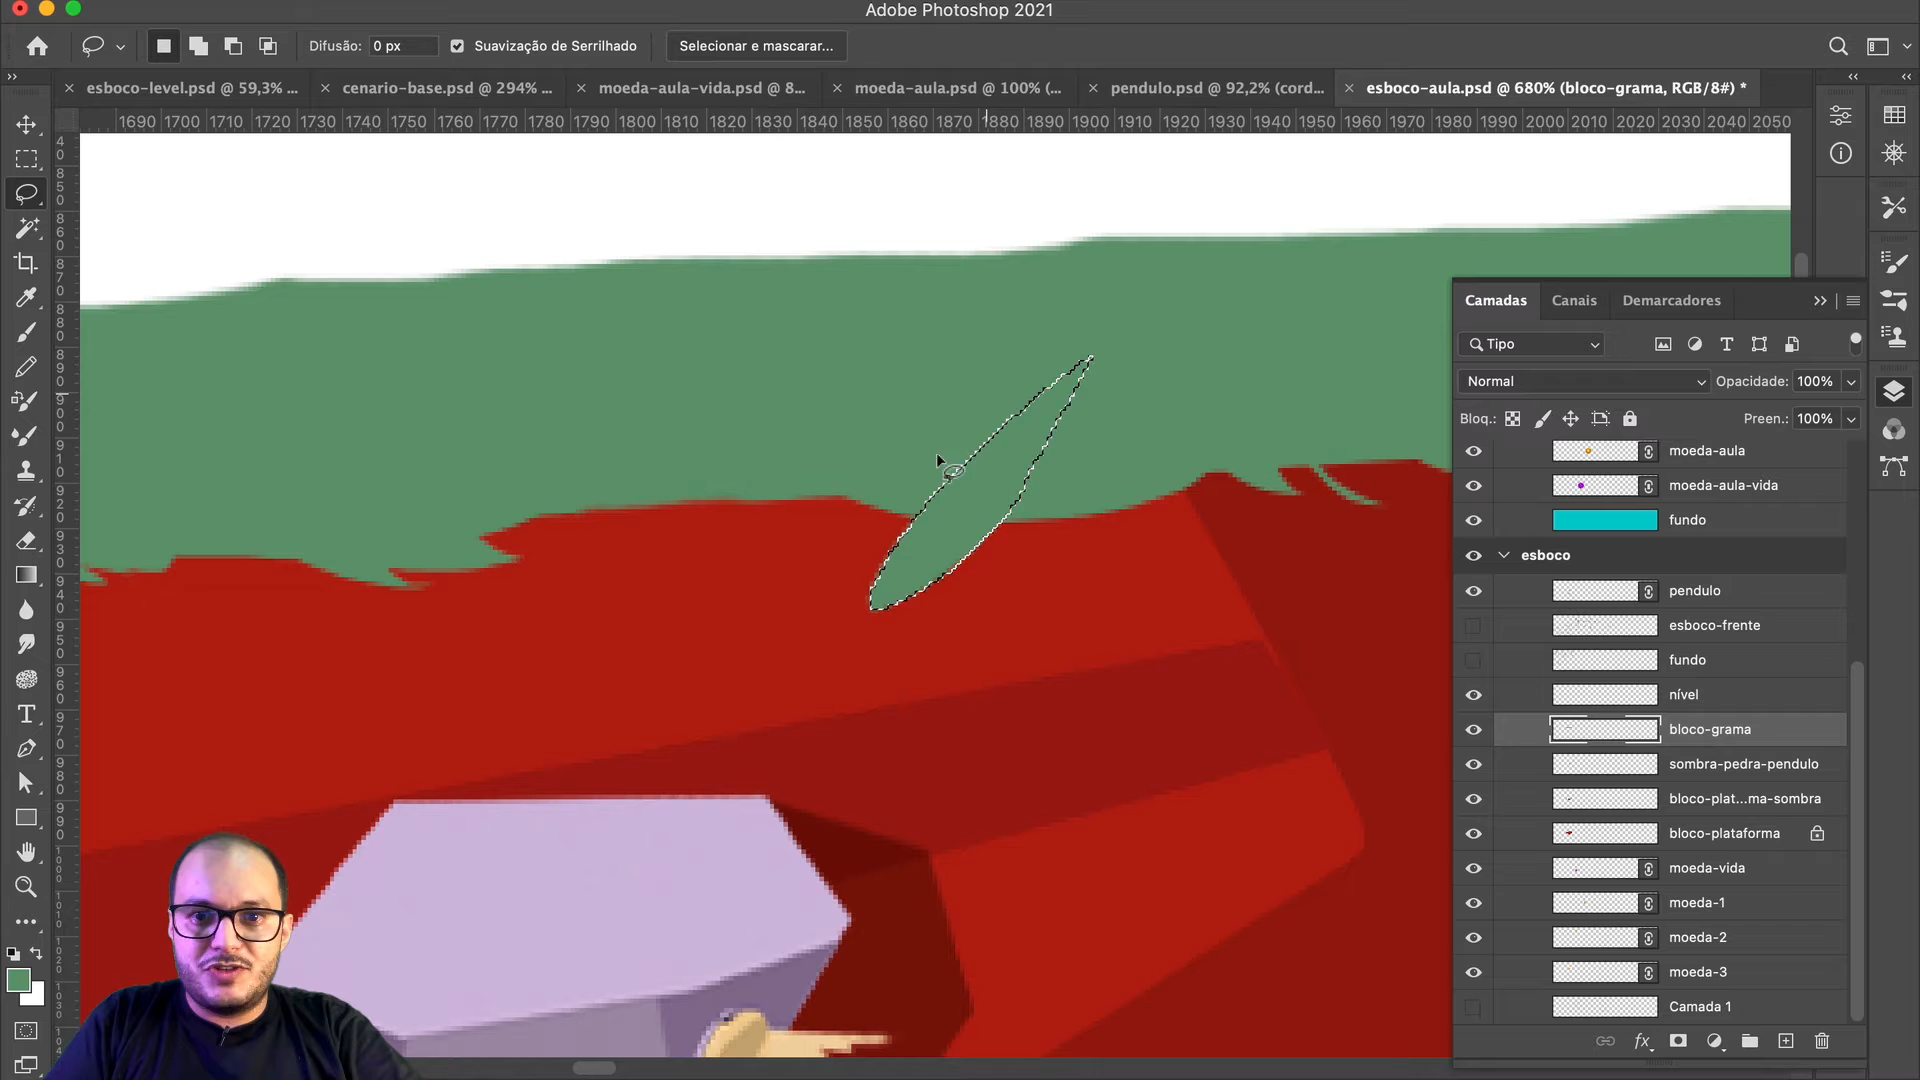 Adobe Photoshop 2021
Difusão: 0 px Suavização de Serrilhado Selecionar e mascarar...
esboco-level.psd @ 59,3% ... cenario-base.psd @ 294% ... moeda-aula-vida.psd @ 8... moeda-aula.psd @ 100% (... pendulo.psd @ 92,2% (cord... esboco-aula.psd @ 680% (bloco-grama, RGB/8#) *
1690 1700 1710 1720 1730 1740 1750 1760 1770 1780 1790 1800 1810 1820 1830 1840 1850 1860 1870 1880 1890 1900 1910 1920 1930 1940 1950 1960 1970 1980 1990 2000 2010 2020 2030 2040 2050
Camadas Canais Demarcadores
Tipo
Normal Opacidade: 100%
Bloq.: Preen.: 100%
moeda-aula
moeda-aula-vida
fundo
esboco
pendulo
esboco-frente
fundo
nível
bloco-grama
sombra-pedra-pendulo
bloco-plat...ma-sombra
bloco-plataforma
moeda-vida
moeda-1
moeda-2
moeda-3
Camada 1
fx